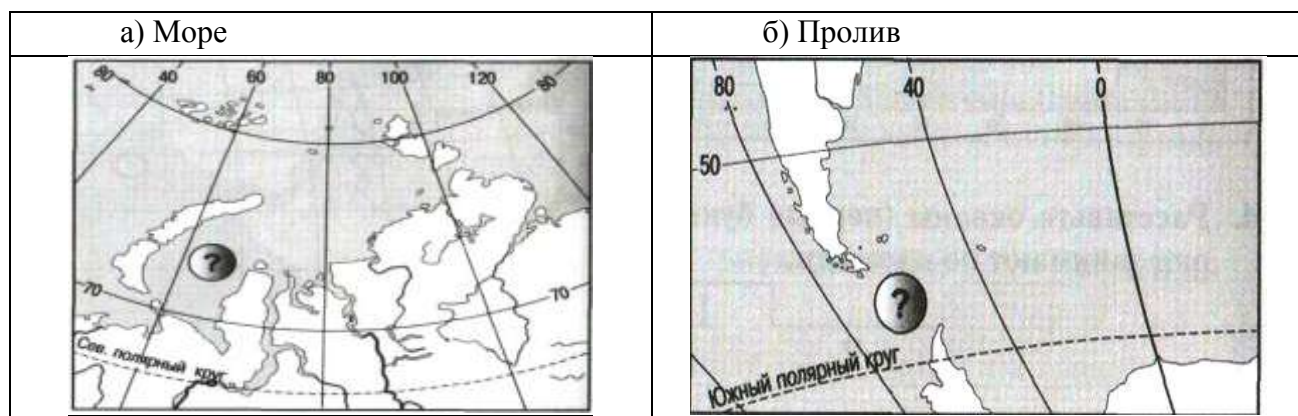 а) Море
б) Пролив
80 40 60 80 100 120 80
?
70 70
Сев. полярный круг
80 40 0
50
?
Южный полярный круг